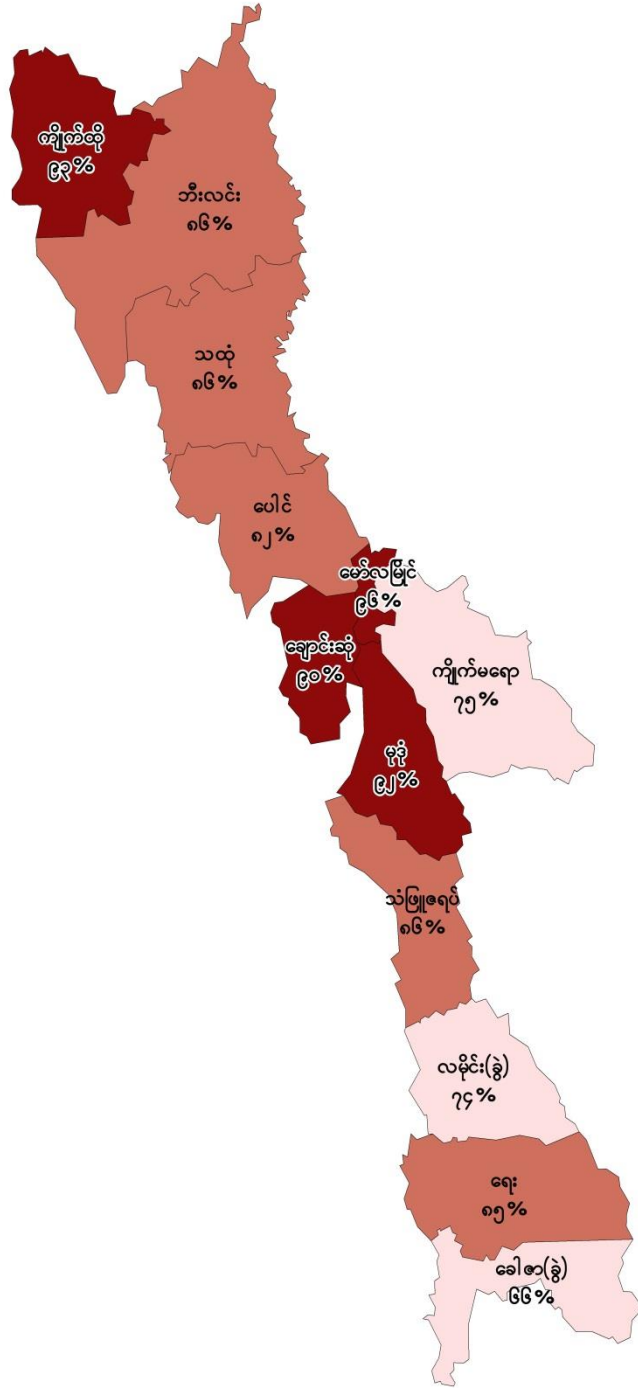 ကျိုက်ထို
၉၃%
ဘီးလင်း
၈၆%
သထုံ
၈၆%
ပေါင်
၈၂%
မော်လမြိုင်
၉၆%
ချောင်းဆုံ
၉၀%
ကျိုက်မရော
၇၅%
မုဒုံ
၉၂%
သံဖြူဇရပ်
၈၆%
လမိုင်း(ခွဲ)
၇၄%
ရေး
၈၅%
ခေါဇာ(ခွဲ)
၆၆%